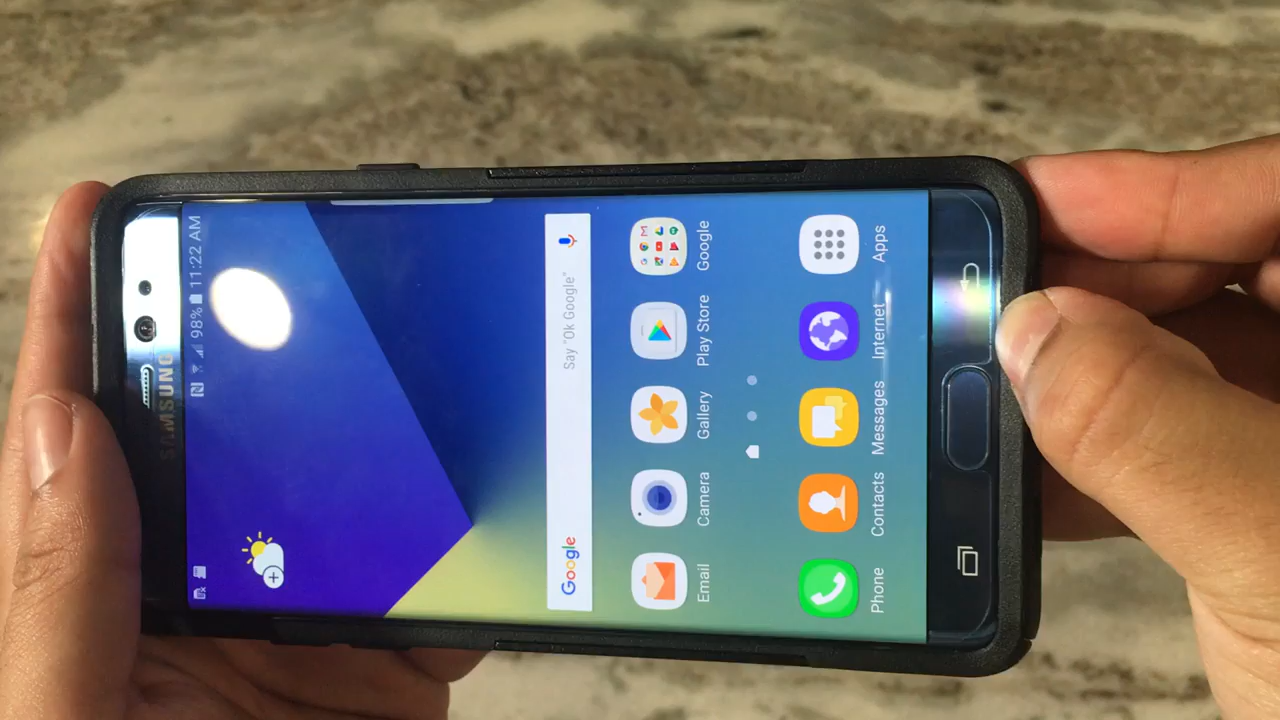 98% 11:22 AM
SAMSUNG
Google Say "Ok Google"
Email Camera Gallery Play Store Google
Phone Contacts Messages Internet Apps